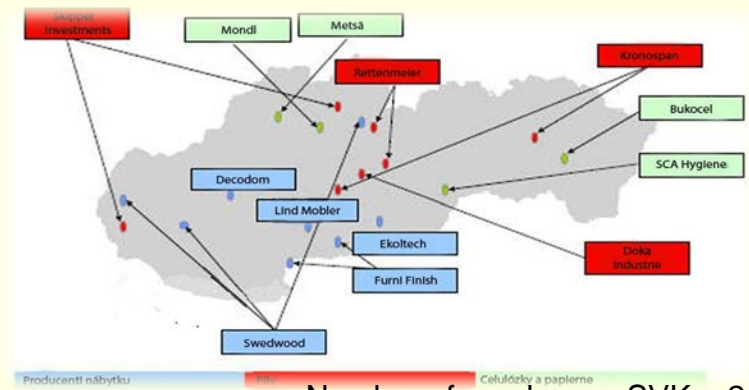 Skipper
Investments
Mondl
Metsä
Rettenmeier
Kronospan
Bukocel
SCA Hygiene
Decodom
Lind Mobler
Ekoltech
Furni Finish
Doka
Industrie
Swedwood
Producenti nábytku
Píly
Celulózky a papierne